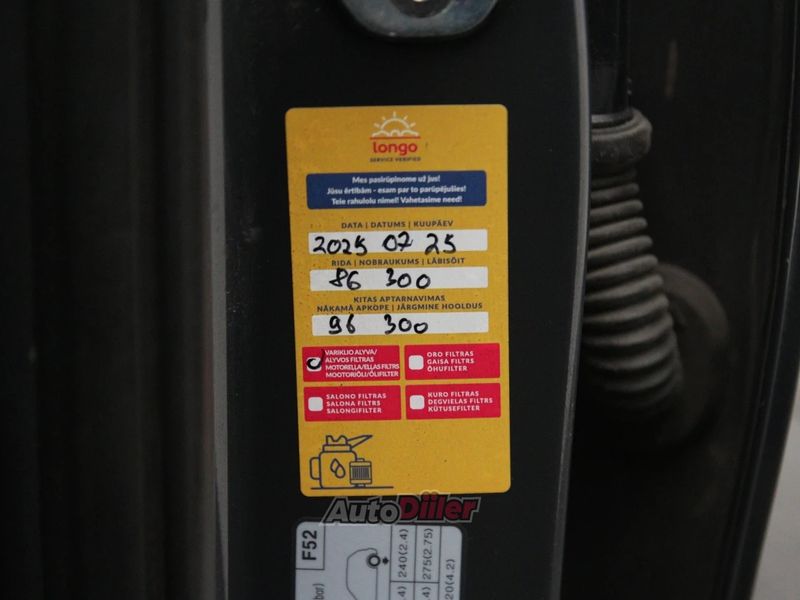 longo
SERVICE VERIFIED
Mes pasirūpinome už jus!
Jūsu ērtībām - esam par to parūpējušies!
Teie rahulolu nimel! Vahetasime need!
DATA | DATUMS | KUUPÄEV
2025 07 25
RIDA | NOBRAUKUMS | LÄBISÕIT
86 300
KITAS APTARNAVIMAS
NĀKAMĀ APKOPE | JÄRGMINE HOOLDUS
96 300
VARIKLIO ALYVA/
ALYVOS FILTRAS
MOTOREĻĻA/EĻĻAS FILTRS
MOOTORIÕLI/ÕLIFILTER
ORO FILTRAS
GAISA FILTRS
ÕHUFILTER
SALONO FILTRAS
SALONA FILTRS
SALONGIFILTER
KURO FILTRAS
DEGVIELAS FILTRS
KÜTUSEFILTER
AutoDiiler
F52
240(2.4)
275(2.75)
20(4.2)